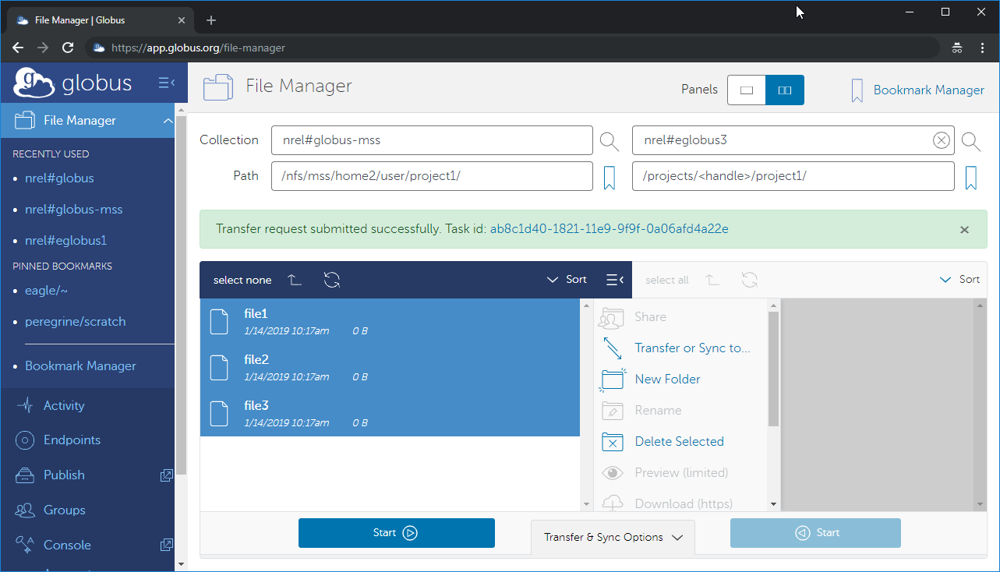 File Manager | Globus
https://app.globus.org/file-manager
globus
File Manager
Panels
Bookmark Manager
File Manager
RECENTLY USED
nrel#globus
nrel#globus-mss
nrel#eglobus1
PINNED BOOKMARKS
eagle/~
peregrine/scratch
Bookmark Manager
Activity
Endpoints
Publish
Groups
Console
Collection
nrel#globus-mss
nrel#eglobus3
Path
/nfs/mss/home2/user/project1/
/projects/<handle>/project1/
Transfer request submitted successfully. Task id: ab8c1d40-1821-11e9-9f9f-0a06afd4a22e
select none
Sort
select all
Sort
file1
1/14/2019 10:17am 0 B
file2
1/14/2019 10:17am 0 B
file3
1/14/2019 10:17am 0 B
Share
Transfer or Sync to...
New Folder
Rename
Delete Selected
Preview (limited)
Download (https)
Start
Transfer & Sync Options
Start